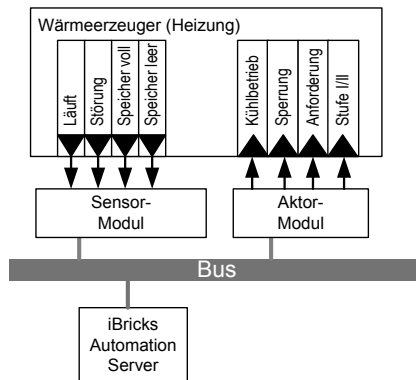 Wärmeerzeuger (Heizung)
Läuft
Störung
Speicher voll
Speicher leer
Kühlbetrieb
Sperrung
Anforderung
Stufe I/II
Sensor-
Modul
Aktor-
Modul
Bus
iBricks
Automation
Server